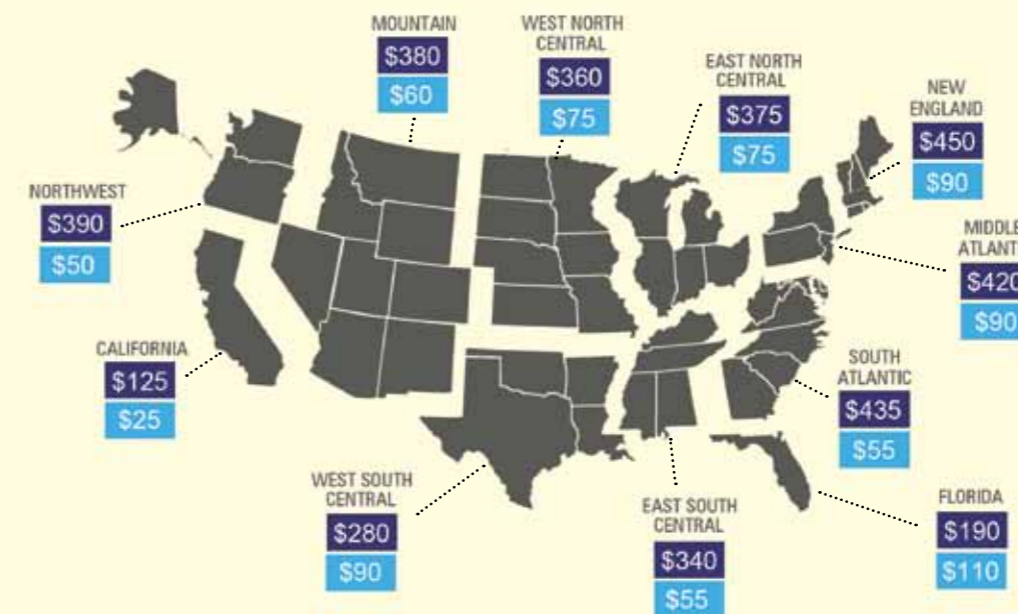 MOUNTAIN
$380
$60
WEST NORTH
CENTRAL
$360
$75
EAST NORTH
CENTRAL
$375
$75
NEW
ENGLAND
$450
$90
NORTHWEST
$390
$50
MIDDLE
ATLANT
$420
$90
CALIFORNIA
$125
$25
SOUTH
ATLANTIC
$435
$55
WEST SOUTH
CENTRAL
$280
$90
EAST SOUTH
CENTRAL
$340
$55
FLORIDA
$190
$110